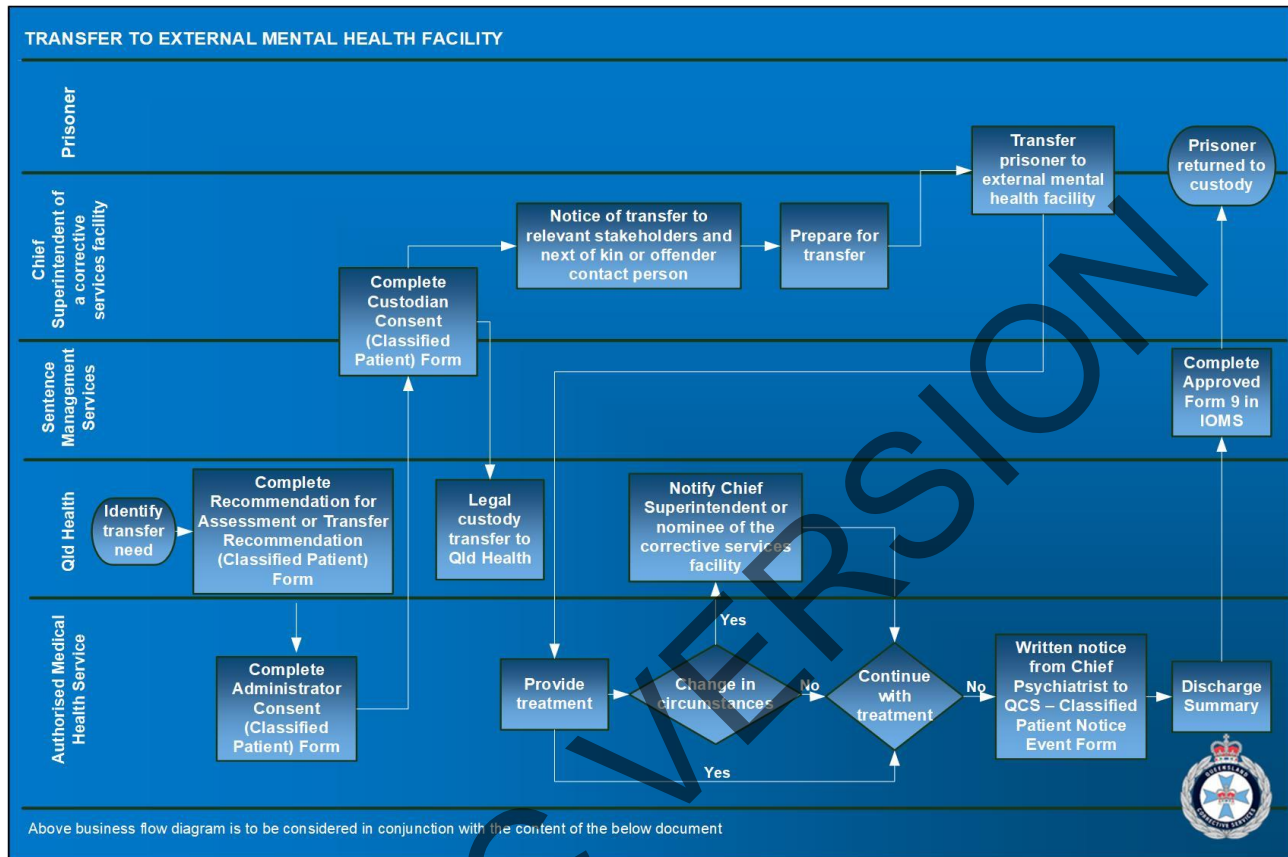 TRANSFER TO EXTERNAL MENTAL HEALTH FACILITY
Prisoner
Transfer
prisoner to
external mental
health facility
Prisoner
returned to
custody
Chief
Superintendent of
a corrective
services facility
Notice of transfer to
relevant stakeholders and
next of kin or offender
contact person
Prepare for
transfer
Complete
Custodian
Consent
(Classified
Patient) Form
Sentence
Management
Services
Complete
Approved
Form 9 in
IOMS
Qld Health
Identify
transfer
need
Complete
Recommendation for
Assessment or Transfer
Recommendation
(Classified Patient)
Form
Legal
custody
transfer to
Qld Health
Notify Chief
Superintendent or
nominee of the
corrective services
facility
Authorised Medical
Health Service
Complete
Administrator
Consent
(Classified
Patient) Form
Provide
treatment
Change in
circumstances
Yes
No
Continue
with
treatment
No
Yes
Written notice
from Chief
Psychiatrist to
QCS – Classified
Patient Notice
Event Form
Discharge
Summary
QUEENSLAND
CORRECTIVE SERVICES
Above business flow diagram is to be considered in conjunction with the content of the below document
C VERSION